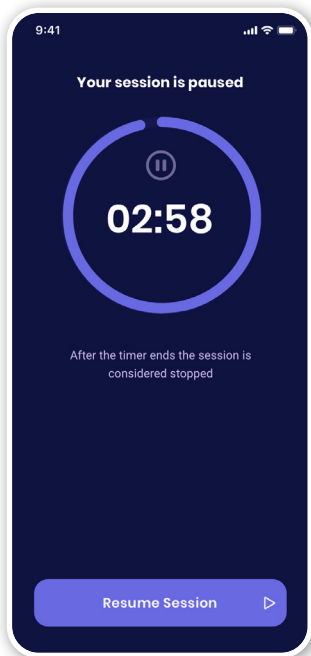 9:41
Your session is paused
02:58
After the timer ends the session is
considered stopped
Resume Session